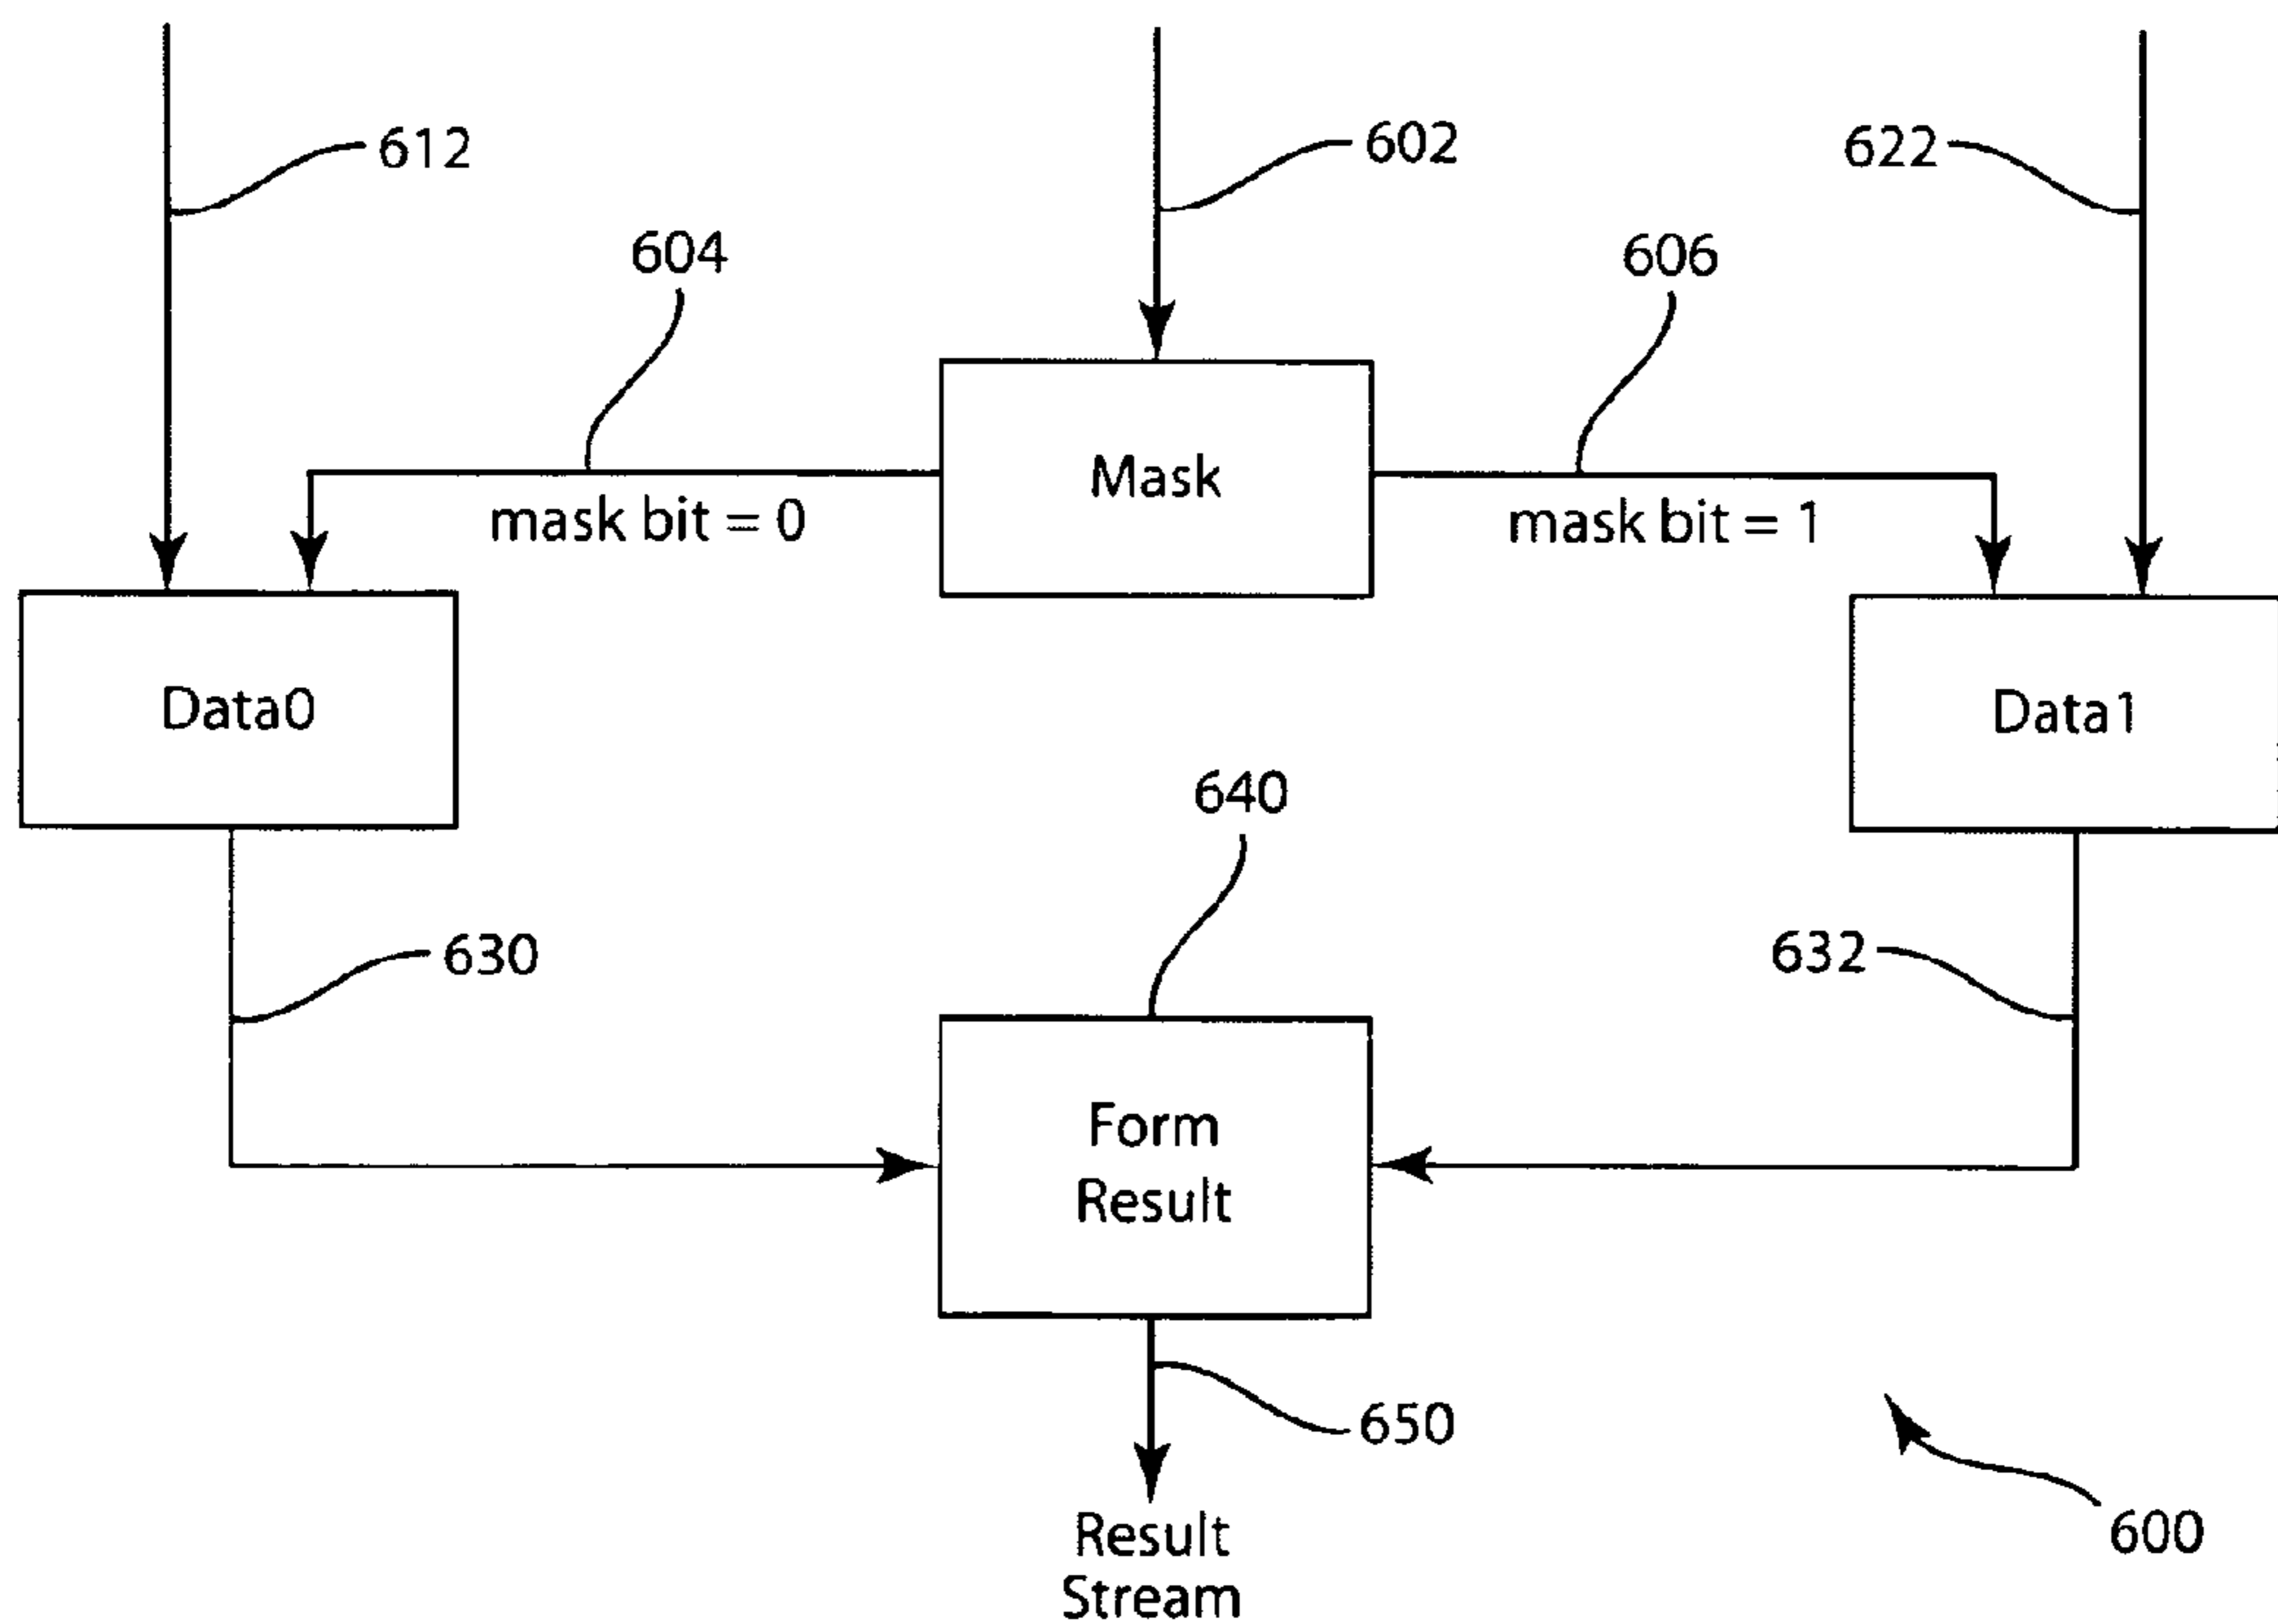 612
602
622
604
606
Mask
mask bit = 0
mask bit = 1
Data0
Data1
640
630
632
Form
Result
650
Result
Stream
600